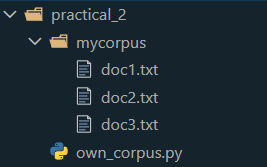 practical_2
mycorpus
doc1.txt
doc2.txt
doc3.txt
own_corpus.py